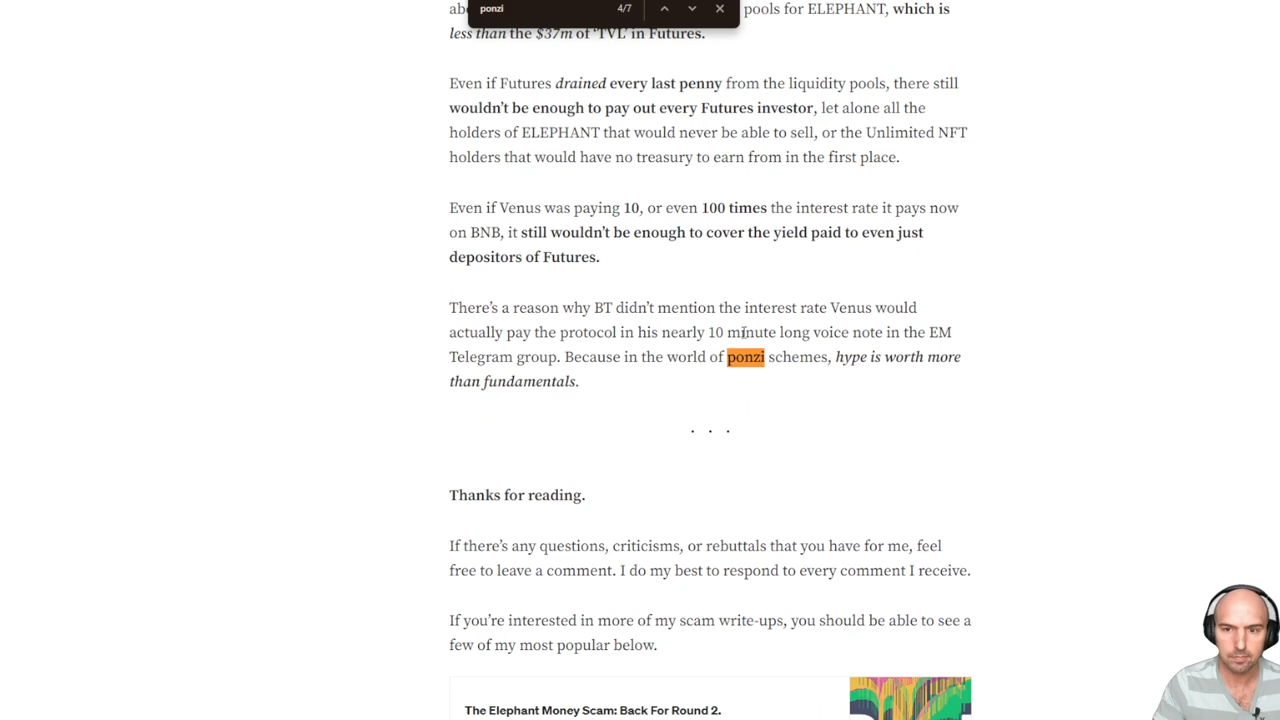 ponzi 4/7
abo pools for ELEPHANT, which is
less than the $37m of ‘TVL’ in Futures.
Even if Futures drained every last penny from the liquidity pools, there still
wouldn’t be enough to pay out every Futures investor, let alone all the
holders of ELEPHANT that would never be able to sell, or the Unlimited NFT
holders that would have no treasury to earn from in the first place.
Even if Venus was paying 10, or even 100 times the interest rate it pays now
on BNB, it still wouldn’t be enough to cover the yield paid to even just
depositors of Futures.
There’s a reason why BT didn’t mention the interest rate Venus would
actually pay the protocol in his nearly 10 minute long voice note in the EM
Telegram group. Because in the world of ponzi schemes, hype is worth more
than fundamentals.
. . .
Thanks for reading.
If there’s any questions, criticisms, or rebuttals that you have for me, feel
free to leave a comment. I do my best to respond to every comment I receive.
If you’re interested in more of my scam write-ups, you should be able to see a
few of my most popular below.
The Elephant Money Scam: Back For Round 2.